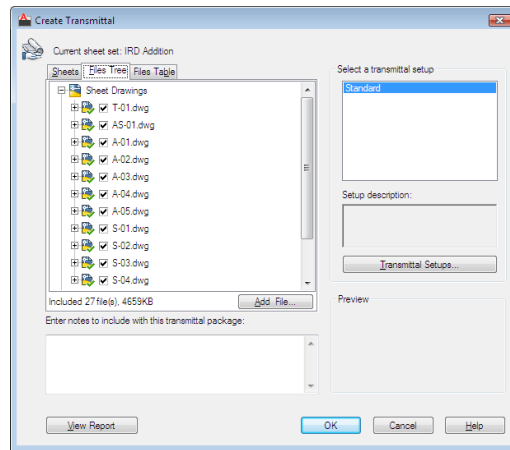 Create Transmittal
Current sheet set: IRD Addition
Sheets Files Tree Files Table
Sheet Drawings
T-01.dwg
AS-01.dwg
A-01.dwg
A-02.dwg
A-03.dwg
A-04.dwg
A-05.dwg
S-01.dwg
S-02.dwg
S-03.dwg
S-04.dwg
Included 27 file(s), 4659KB
Add File...
Enter notes to include with this transmittal package:
Select a transmittal setup
Standard
Setup description:
Transmittal Setups...
Preview
View Report
OK
Cancel
Help